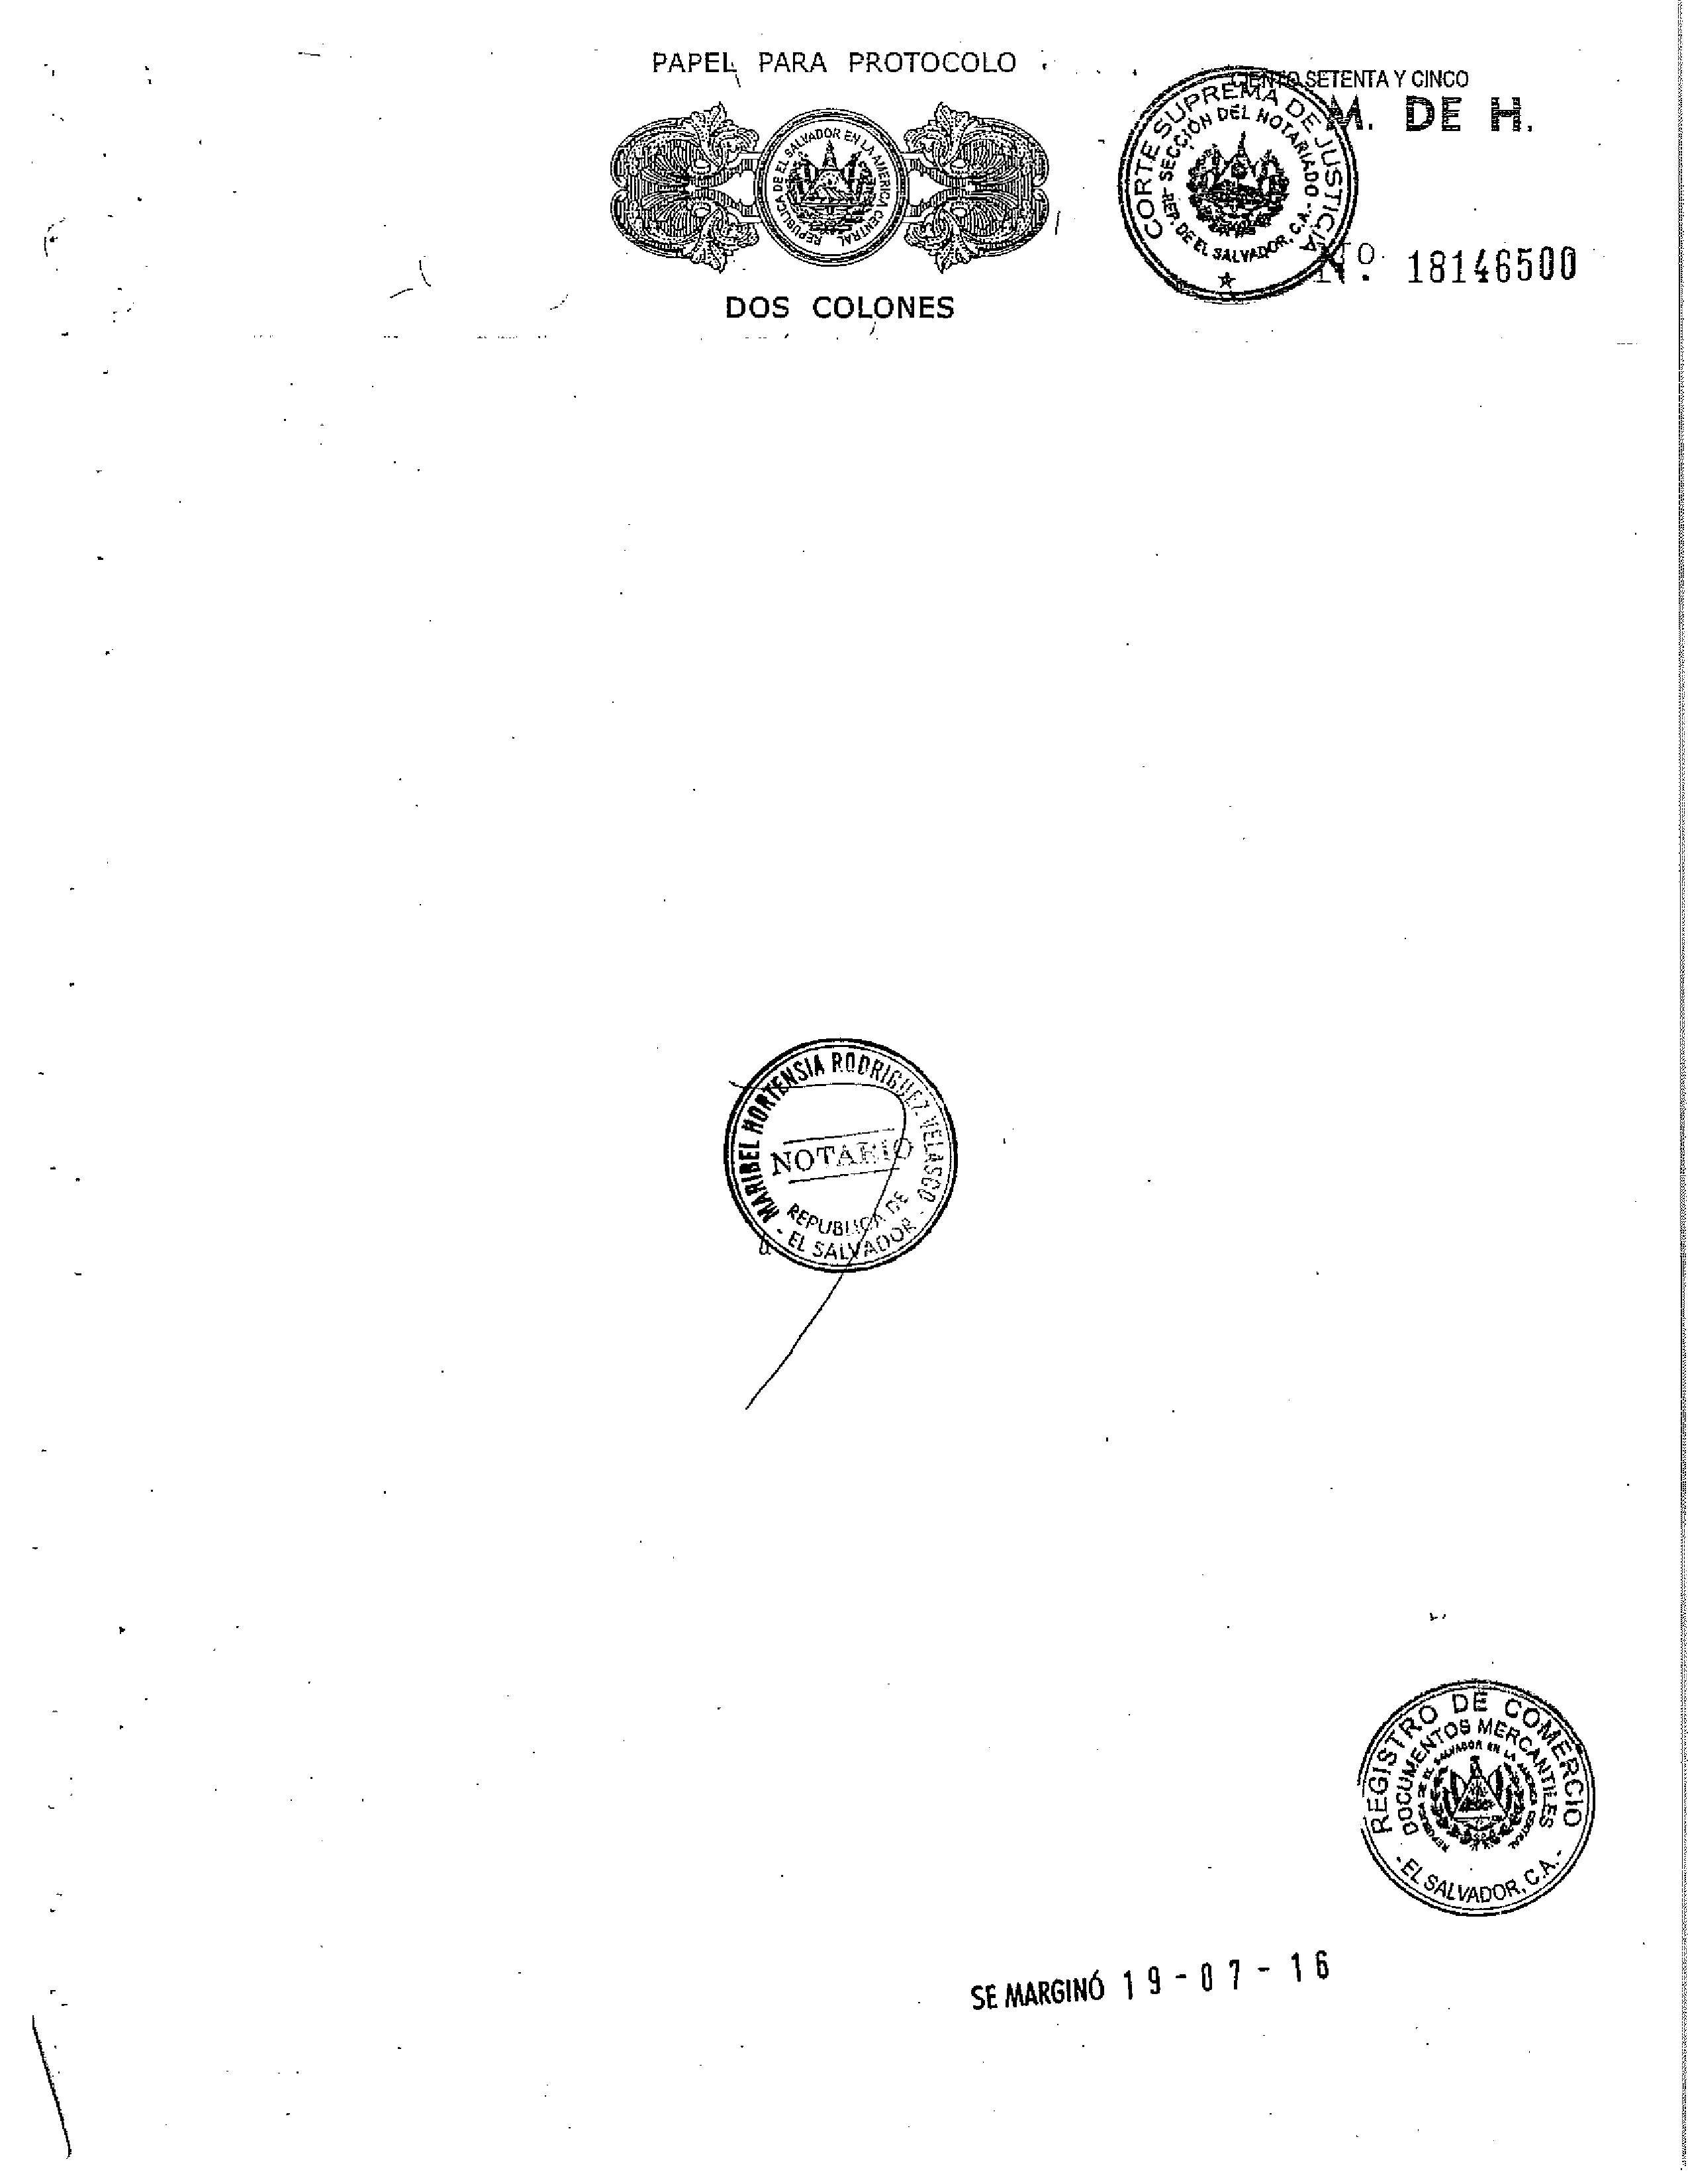 PAPEL PARA PROTOCOLO
REPUBLICA DE EL SALVADOR EN LA AMERICA CENTRAL
DOS COLONES
CIENTO SETENTA Y CINCO
M. DE H.
CORTE SUPREMA DE JUSTICIA
SECCIÓN DEL NOTARIADO
REP. DE EL SALVADOR, C.A.
Nº. 18146500
MARIBEL HORTENSIA RODRIGUEZ VELASCO
NOTARIO
REPUBLICA DE
EL SALVADOR
REGISTRO DE COMERCIO
DOCUMENTOS MERCANTILES
REPUBLICA DE EL SALVADOR EN LA AMERICA CENTRAL
- EL SALVADOR, C.A. -
SE MARGINÓ 19-07-16